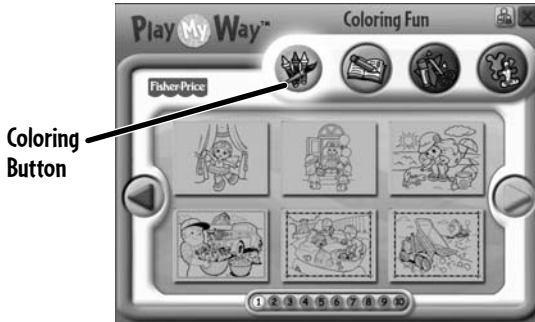 Play My Way™
Coloring Fun
Fisher-Price
Coloring
Button
1 2 3 4 5 6 7 8 9 10